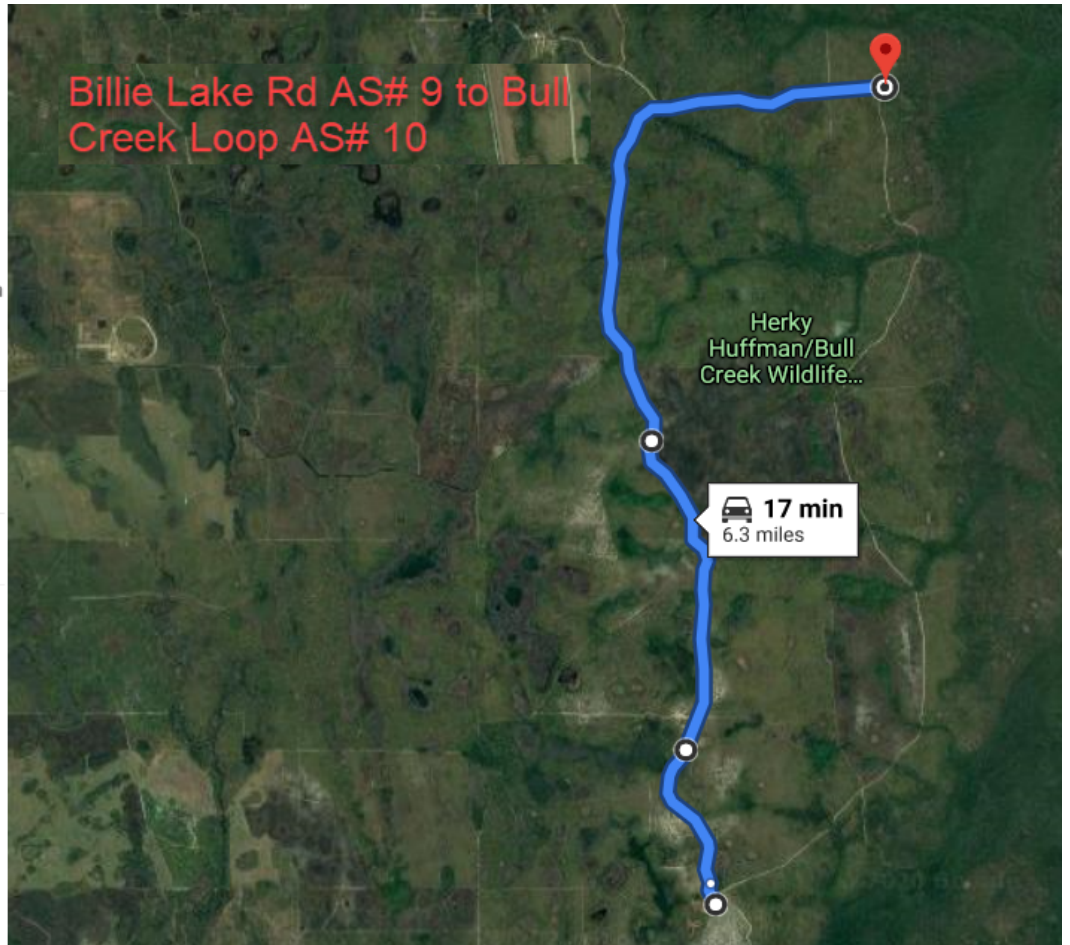 Billie Lake Rd AS# 9 to Bull
Creek Loop AS# 10
Herky
Huffman/Bull
Creek Wildlife...
17 min
6.3 miles